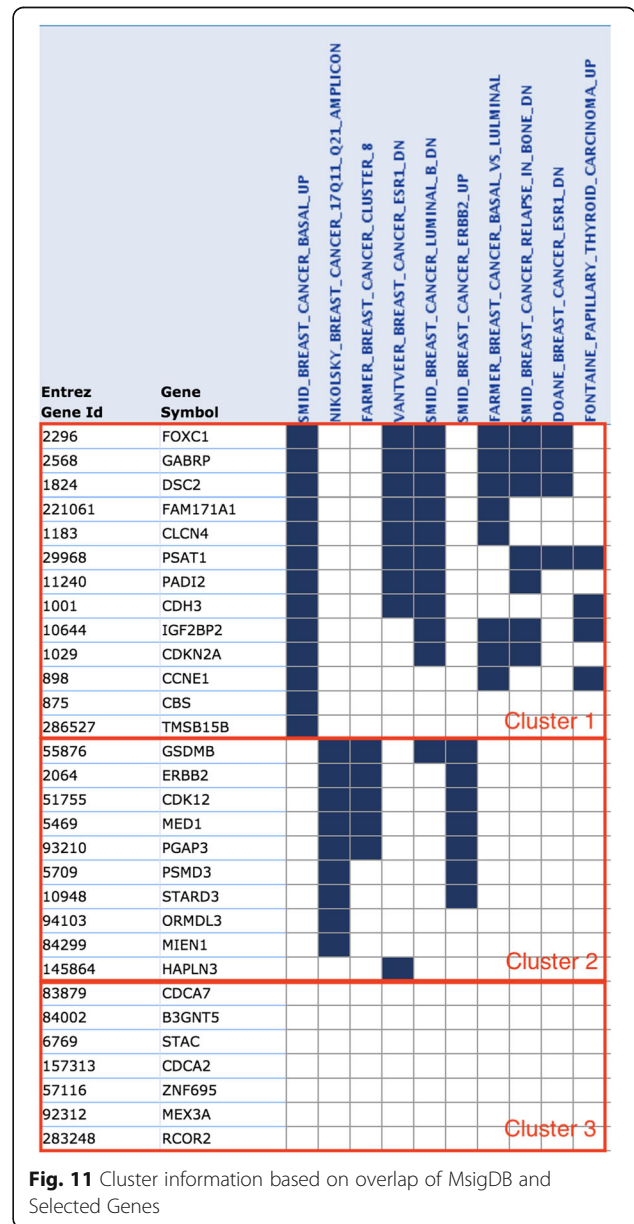 SMID_BREAST_CANCER_BASAL_UP
NIKOLSKY_BREAST_CANCER_17Q11_Q21_AMPLICON
FARMER_BREAST_CANCER_CLUSTER_8
VANTVEER_BREAST_CANCER_ESR1_DN
SMID_BREAST_CANCER_LUMINAL_B_DN
SMID_BREAST_CANCER_ERBB2_UP
FARMER_BREAST_CANCER_BASAL_VS_LULMINAL
SMID_BREAST_CANCER_RELAPSE_IN_BONE_DN
DOANE_BREAST_CANCER_ESR1_DN
FONTAINE_PAPILLARY_THYROID_CARCINOMA_UP
Entrez Gene
Gene Id Symbol
2296 FOXC1
2568 GABRP
1824 DSC2
221061 FAM171A1
1183 CLCN4
29968 PSAT1
11240 PADI2
1001 CDH3
10644 IGF2BP2
1029 CDKN2A
898 CCNE1
875 CBS
286527 TMSB15B
Cluster 1
55876 GSDMB
2064 ERBB2
51755 CDK12
5469 MED1
93210 PGAP3
5709 PSMD3
10948 STARD3
94103 ORMDL3
84299 MIEN1
145864 HAPLN3
Cluster 2
83879 CDCA7
84002 B3GNT5
6769 STAC
157313 CDCA2
57116 ZNF695
92312 MEX3A
283248 RCOR2
Cluster 3
Fig. 11 Cluster information based on overlap of MsigDB and
Selected Genes